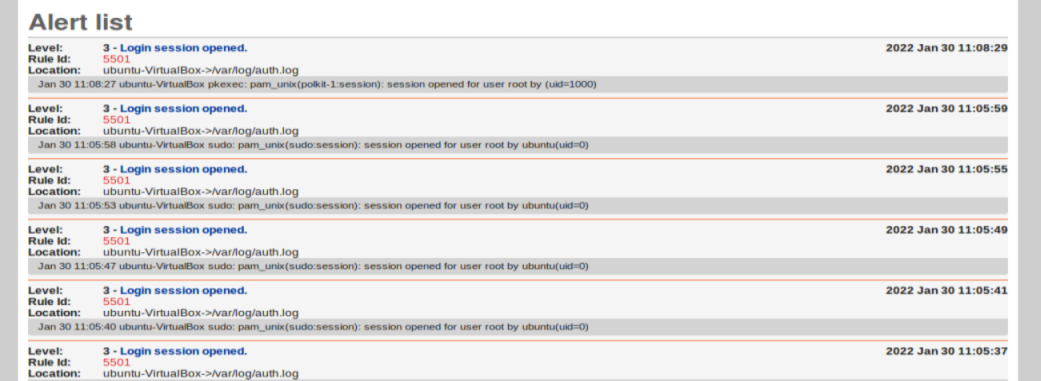 Alert list
Level: 3 - Login session opened. 2022 Jan 30 11:08:29
Rule Id: 5501
Location: ubuntu-VirtualBox->/var/log/auth.log
Jan 30 11:08:27 ubuntu-VirtualBox pkexec: pam_unix(polkit-1:session): session opened for user root by (uid=1000)
Level: 3 - Login session opened. 2022 Jan 30 11:05:59
Rule Id: 5501
Location: ubuntu-VirtualBox->/var/log/auth.log
Jan 30 11:05:58 ubuntu-VirtualBox sudo: pam_unix(sudo:session): session opened for user root by ubuntu(uid=0)
Level: 3 - Login session opened. 2022 Jan 30 11:05:55
Rule Id: 5501
Location: ubuntu-VirtualBox->/var/log/auth.log
Jan 30 11:05:53 ubuntu-VirtualBox sudo: pam_unix(sudo:session): session opened for user root by ubuntu(uid=0)
Level: 3 - Login session opened. 2022 Jan 30 11:05:49
Rule Id: 5501
Location: ubuntu-VirtualBox->/var/log/auth.log
Jan 30 11:05:47 ubuntu-VirtualBox sudo: pam_unix(sudo:session): session opened for user root by ubuntu(uid=0)
Level: 3 - Login session opened. 2022 Jan 30 11:05:41
Rule Id: 5501
Location: ubuntu-VirtualBox->/var/log/auth.log
Jan 30 11:05:40 ubuntu-VirtualBox sudo: pam_unix(sudo:session): session opened for user root by ubuntu(uid=0)
Level: 3 - Login session opened. 2022 Jan 30 11:05:37
Rule Id: 5501
Location: ubuntu-VirtualBox->/var/log/auth.log